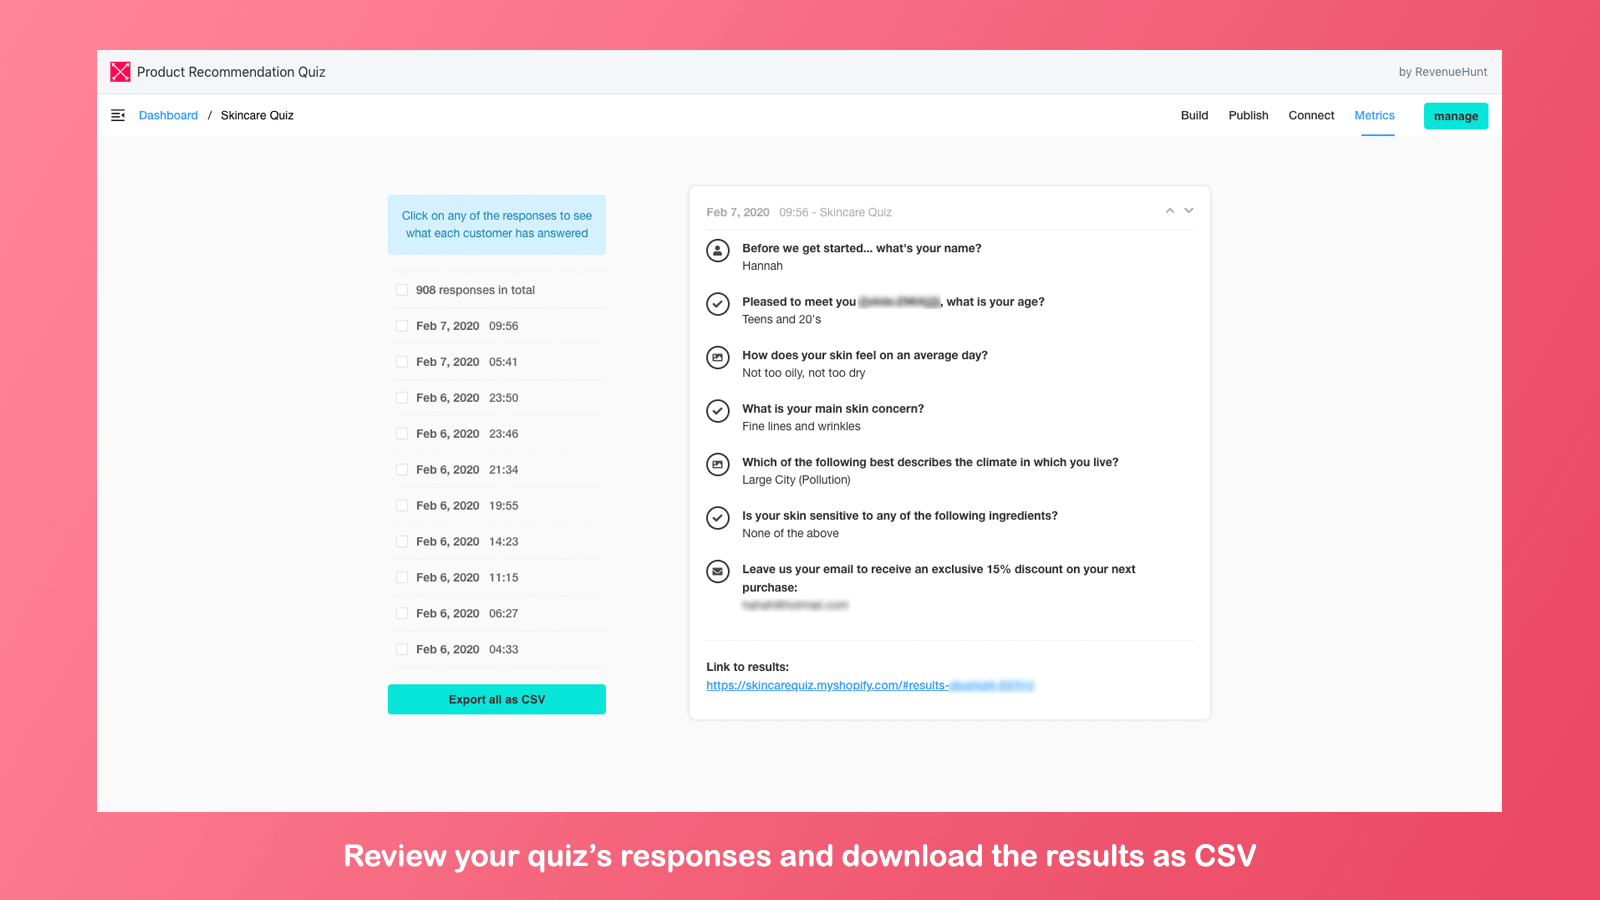 Product Recommendation Quiz
by RevenueHunt
Dashboard / Skincare Quiz
Build
Publish
Connect
Metrics
manage
Click on any of the responses to see
what each customer has answered
908 responses in total
Feb 7, 2020 09:56
Feb 7, 2020 05:41
Feb 6, 2020 23:50
Feb 6, 2020 23:46
Feb 6, 2020 21:34
Feb 6, 2020 19:55
Feb 6, 2020 14:23
Feb 6, 2020 11:15
Feb 6, 2020 06:27
Feb 6, 2020 04:33
Export all as CSV
Feb 7, 2020 09:56 - Skincare Quiz
Before we get started... what's your name?
Hannah
Pleased to meet you , what is your age?
Teens and 20's
How does your skin feel on an average day?
Not too oily, not too dry
What is your main skin concern?
Fine lines and wrinkles
Which of the following best describes the climate in which you live?
Large City (Pollution)
Is your skin sensitive to any of the following ingredients?
None of the above
Leave us your email to receive an exclusive 15% discount on your next
purchase:
Link to results:
https://skincarequiz.myshopify.com/#results-
Review your quiz’s responses and download the results as CSV